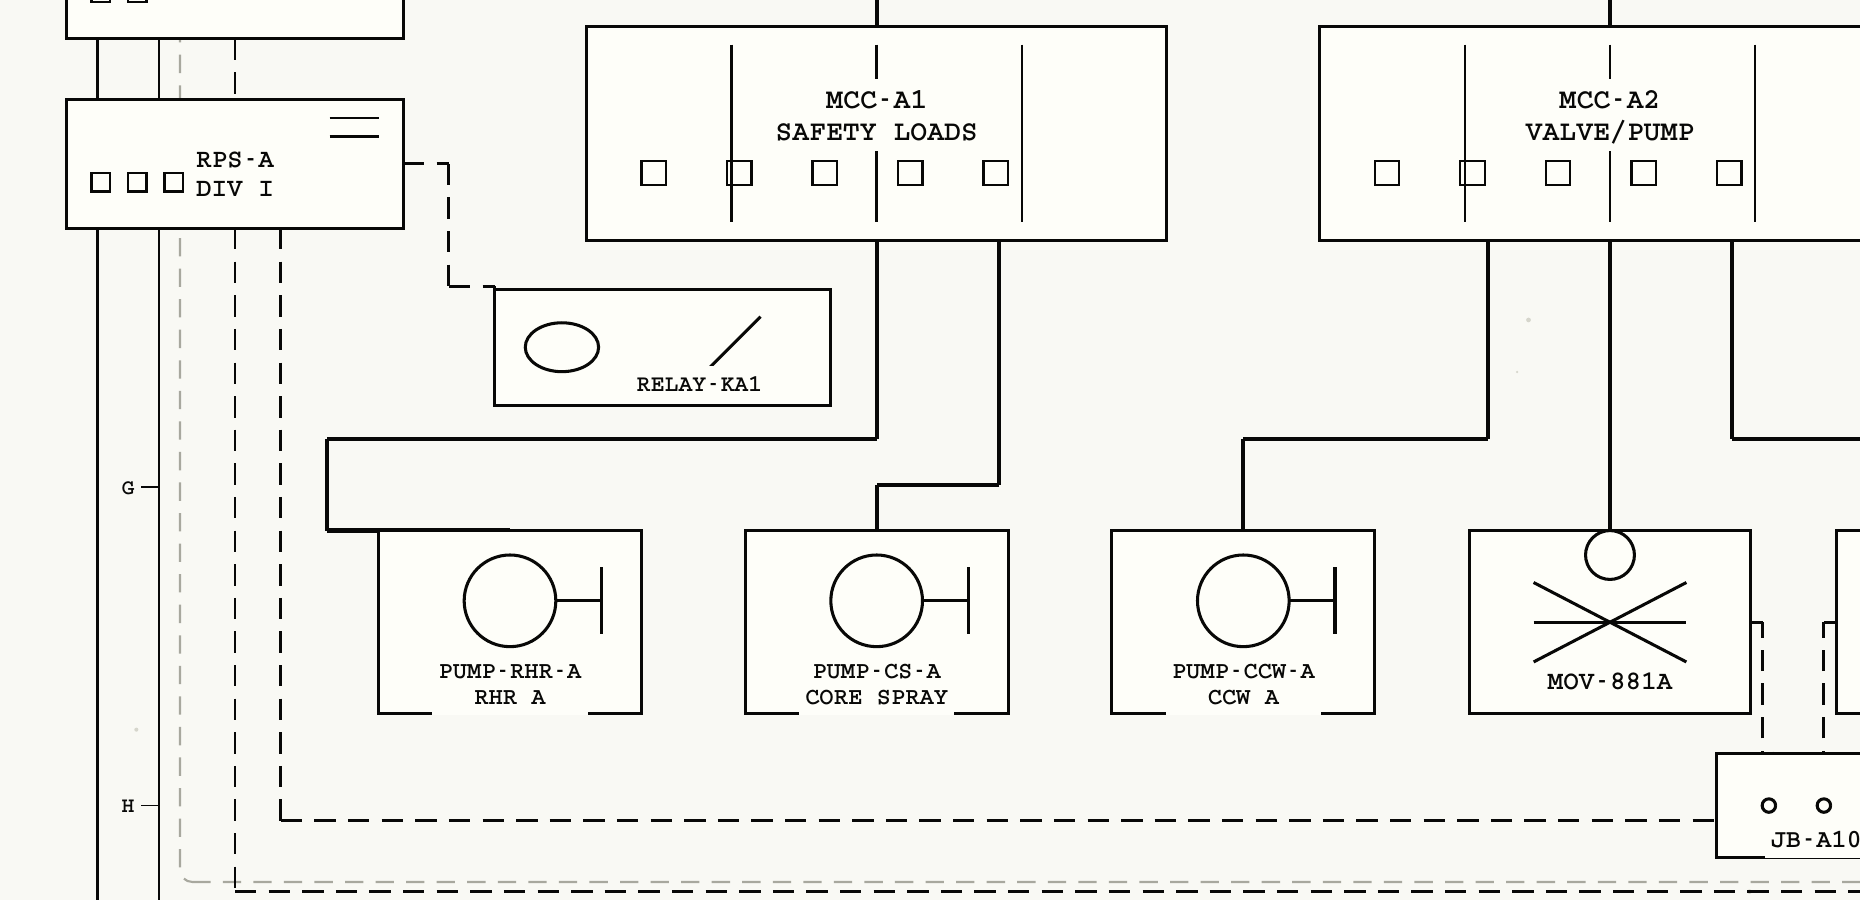 MCC-A1
SAFETY LOADS
MCC-A2
VALVE/PUMP
RPS-A
DIV I
RELAY-KA1
G
PUMP-RHR-A
RHR A
PUMP-CS-A
CORE SPRAY
PUMP-CCW-A
CCW A
MOV-881A
H
JB-A10